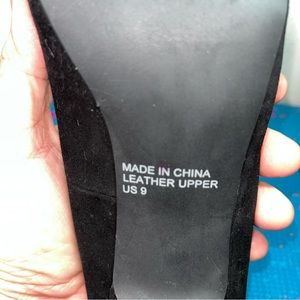 MADE IN CHINA
LEATHER UPPER
US 9